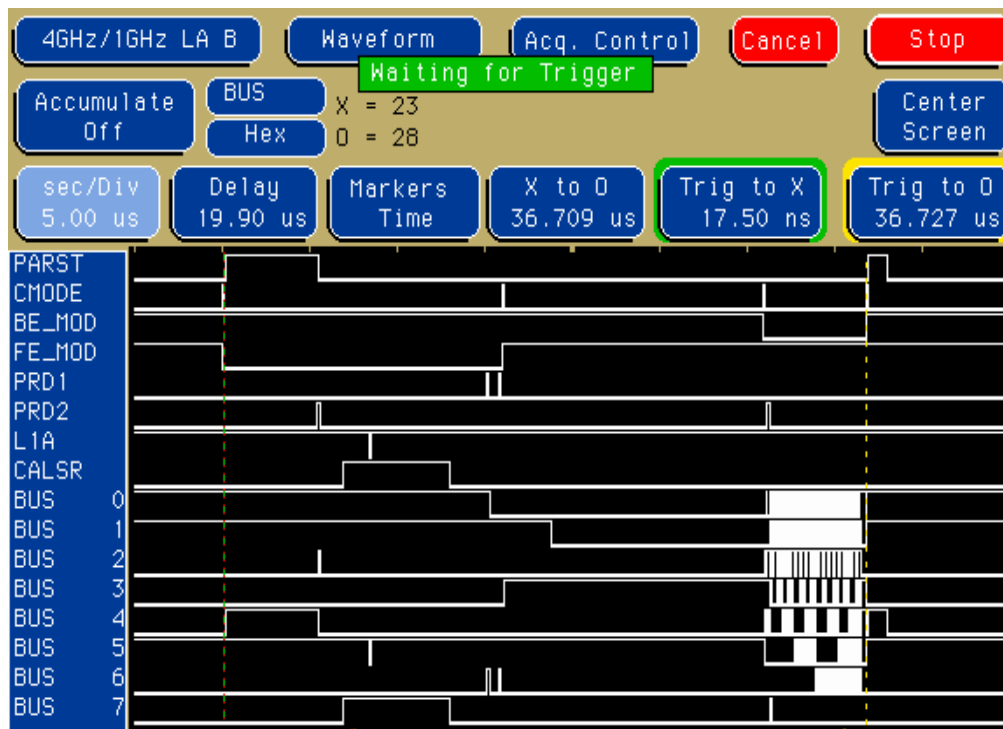 4GHz/1GHz LA B Waveform Acq. Control Cancel Stop
Waiting for Trigger
Accumulate Off BUS Hex X = 23 O = 28 Center Screen
sec/Div Delay Markers X to O Trig to X Trig to O
5.00 us 19.90 us Time 36.709 us 17.50 ns 36.727 us
PARST
CMODE
BE_MOD
FE_MOD
PRD1
PRD2
L1A
CALSR
BUS 0
BUS 1
BUS 2
BUS 3
BUS 4
BUS 5
BUS 6
BUS 7